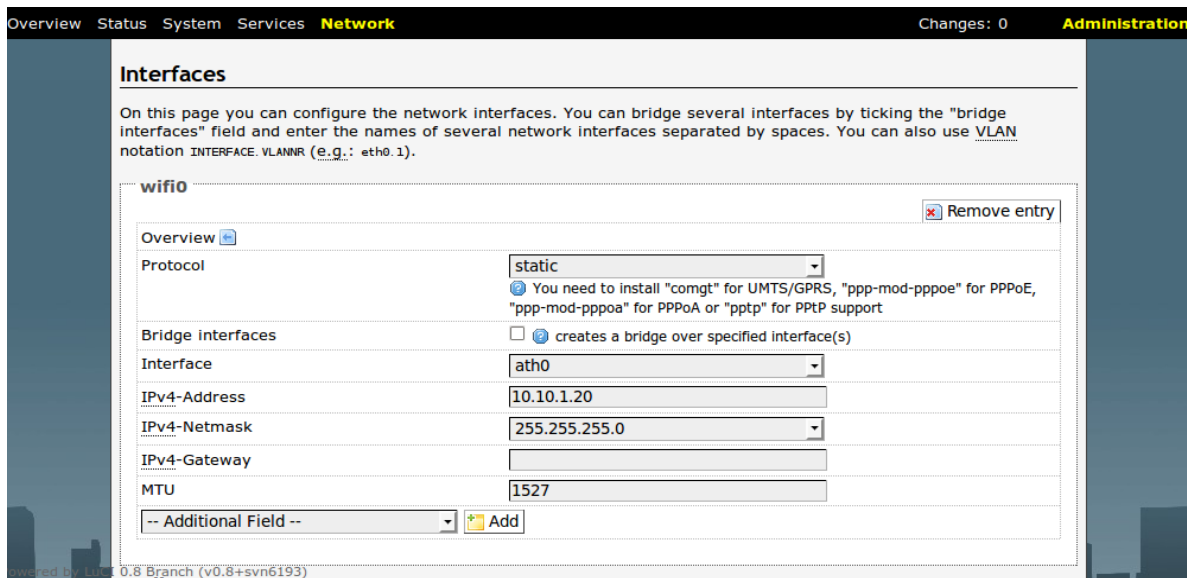 Overview Status System Services Network Changes: 0 Administration
Interfaces
On this page you can configure the network interfaces. You can bridge several interfaces by ticking the "bridge
interfaces" field and enter the names of several network interfaces separated by spaces. You can also use VLAN
notation INTERFACE.VLANNR (e.g.: eth0.1).
wifi0
Remove entry
Overview
Protocol static
You need to install "comgt" for UMTS/GPRS, "ppp-mod-pppoe" for PPPoE,
"ppp-mod-pppoa" for PPPoA or "pptp" for PPtP support
Bridge interfaces creates a bridge over specified interface(s)
Interface ath0
IPv4-Address 10.10.1.20
IPv4-Netmask 255.255.255.0
IPv4-Gateway
MTU 1527
-- Additional Field -- Add
owered by LuCI 0.8 Branch (v0.8+svn6193)